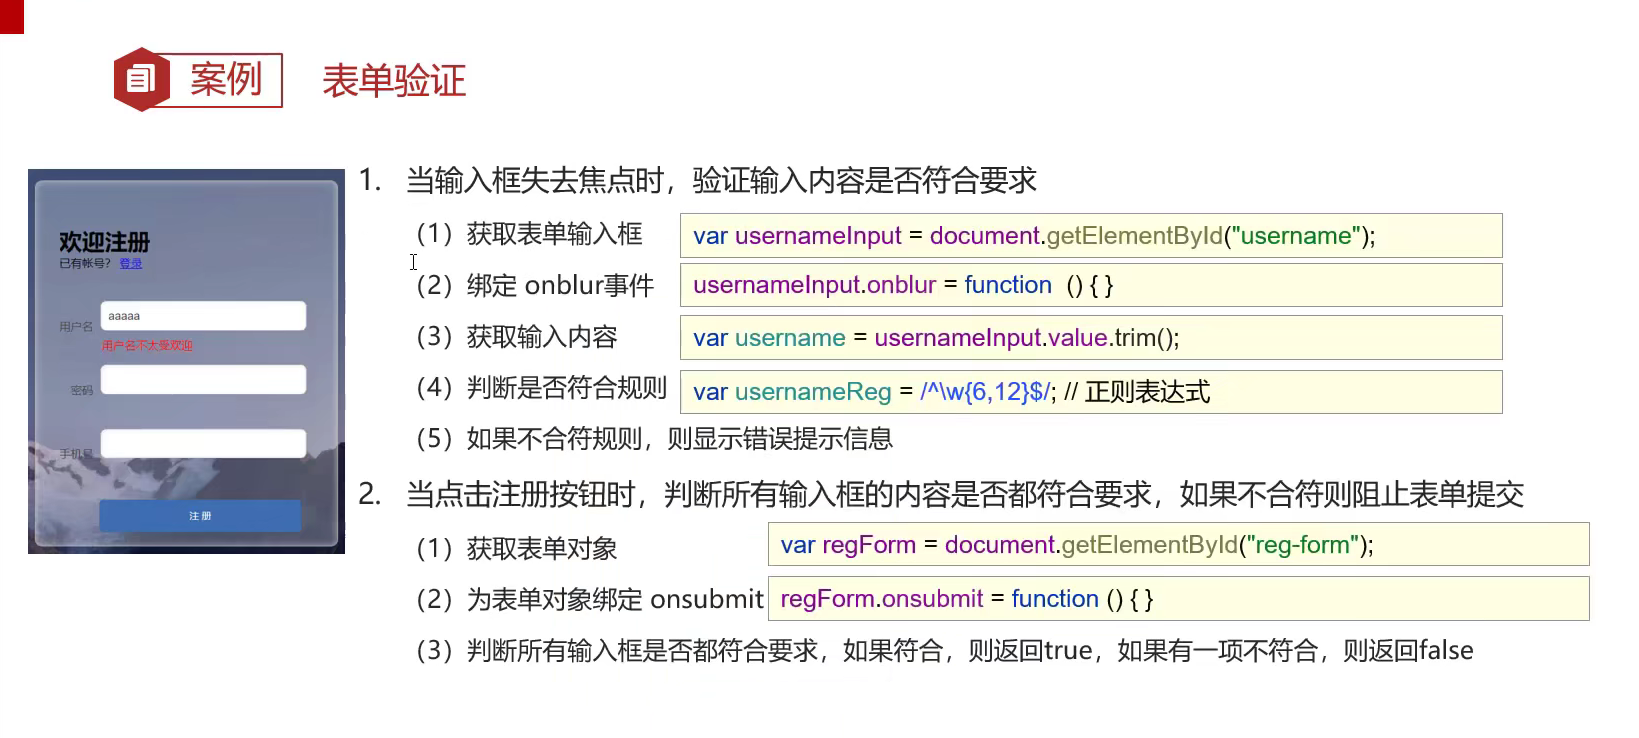 案例 表单验证
欢迎注册
已有帐号? 登录
用户名 aaaaa
用户名不太受欢迎
密码
手机号
注册
1. 当输入框失去焦点时，验证输入内容是否符合要求
（1）获取表单输入框 var usernameInput = document.getElementById("username");
（2）绑定 onblur事件 usernameInput.onblur = function () { }
（3）获取输入内容 var username = usernameInput.value.trim();
（4）判断是否符合规则 var usernameReg = /^\w{6,12}$/; // 正则表达式
（5）如果不合符规则，则显示错误提示信息
2. 当点击注册按钮时，判断所有输入框的内容是否都符合要求，如果不合符则阻止表单提交
（1）获取表单对象 var regForm = document.getElementById("reg-form");
（2）为表单对象绑定 onsubmit regForm.onsubmit = function () { }
（3）判断所有输入框是否都符合要求，如果符合，则返回true，如果有一项不符合，则返回false